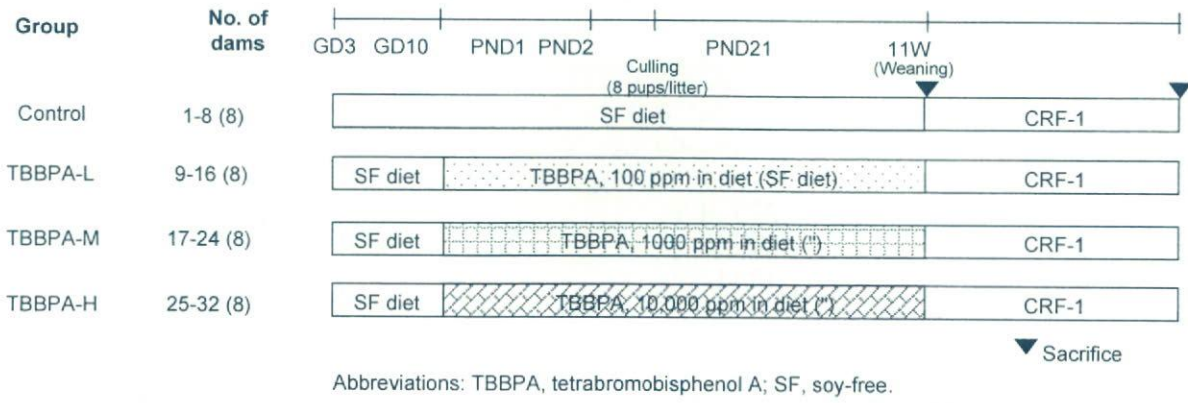 Group
No. of
dams
GD3 GD10 PND1 PND2 PND21 11W
Culling
(8 pups/litter)
(Weaning)
Control 1-8 (8) SF diet CRF-1
TBBPA-L 9-16 (8) SF diet TBBPA, 100 ppm in diet (SF diet) CRF-1
TBBPA-M 17-24 (8) SF diet TBBPA, 1000 ppm in diet (") CRF-1
TBBPA-H 25-32 (8) SF diet TBBPA, 10,000 ppm in diet (") CRF-1
Sacrifice
Abbreviations: TBBPA, tetrabromobisphenol A; SF, soy-free.